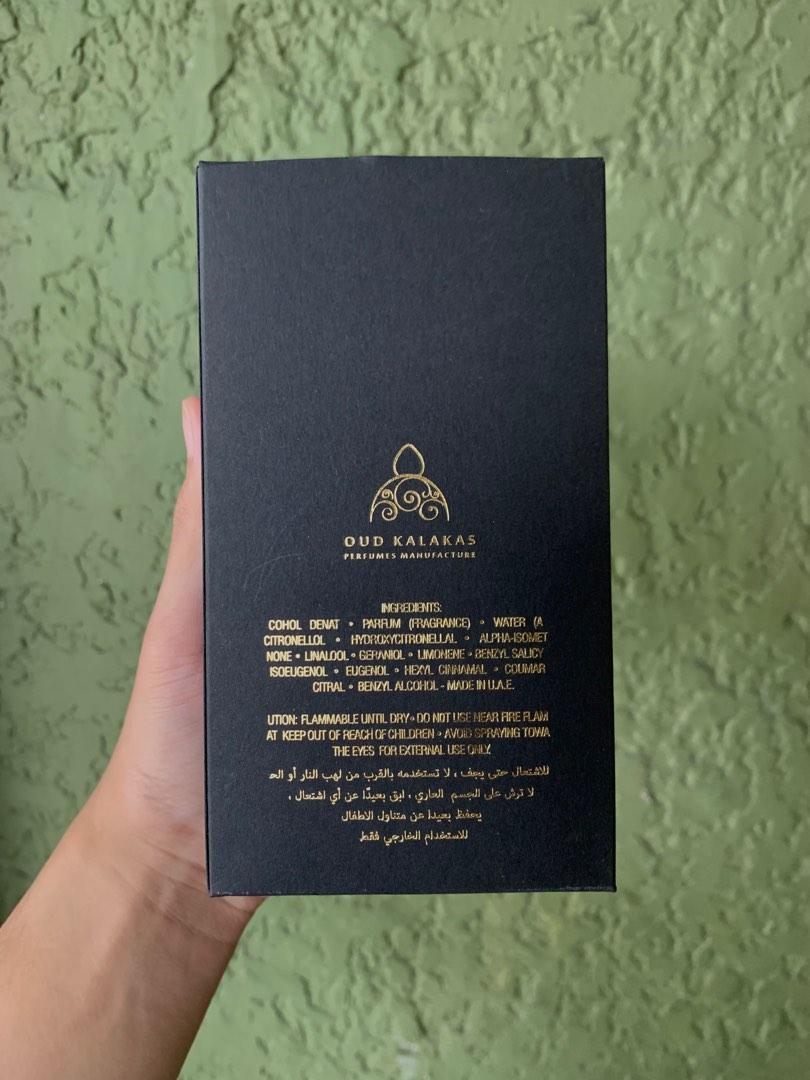 OUD KALAKAS
PERFUMES MANUFACTURE
INGREDIENTS:
COHOL DENAT • PARFUM (FRAGRANCE) • WATER (A
CITRONELLOL • HYDROXYCITRONELLAL • ALPHA-ISOMET
NONE • LINALOOL • GERANIOL • LIMONENE • BENZYL SALICY
ISOEUGENOL • EUGENOL • HEXYL CINNAMAL • COUMAR
CITRAL • BENZYL ALCOHOL - MADE IN U.A.E.
UTION: FLAMMABLE UNTIL DRY • DO NOT USE NEAR FIRE FLAM
AT KEEP OUT OF REACH OF CHILDREN • AVOID SPRAYING TOWA
THE EYES FOR EXTERNAL USE ONLY.
للاشتعال حتى يجف ، لا تستخدمه بالقرب من لهب النار أو الحـ
لا ترش على الجسم العاري ، ابق بعيدًا عن أي اشتعال ،
يحفظ بعيدا عن متناول الاطفال
للاستخدام الخارجي فقط